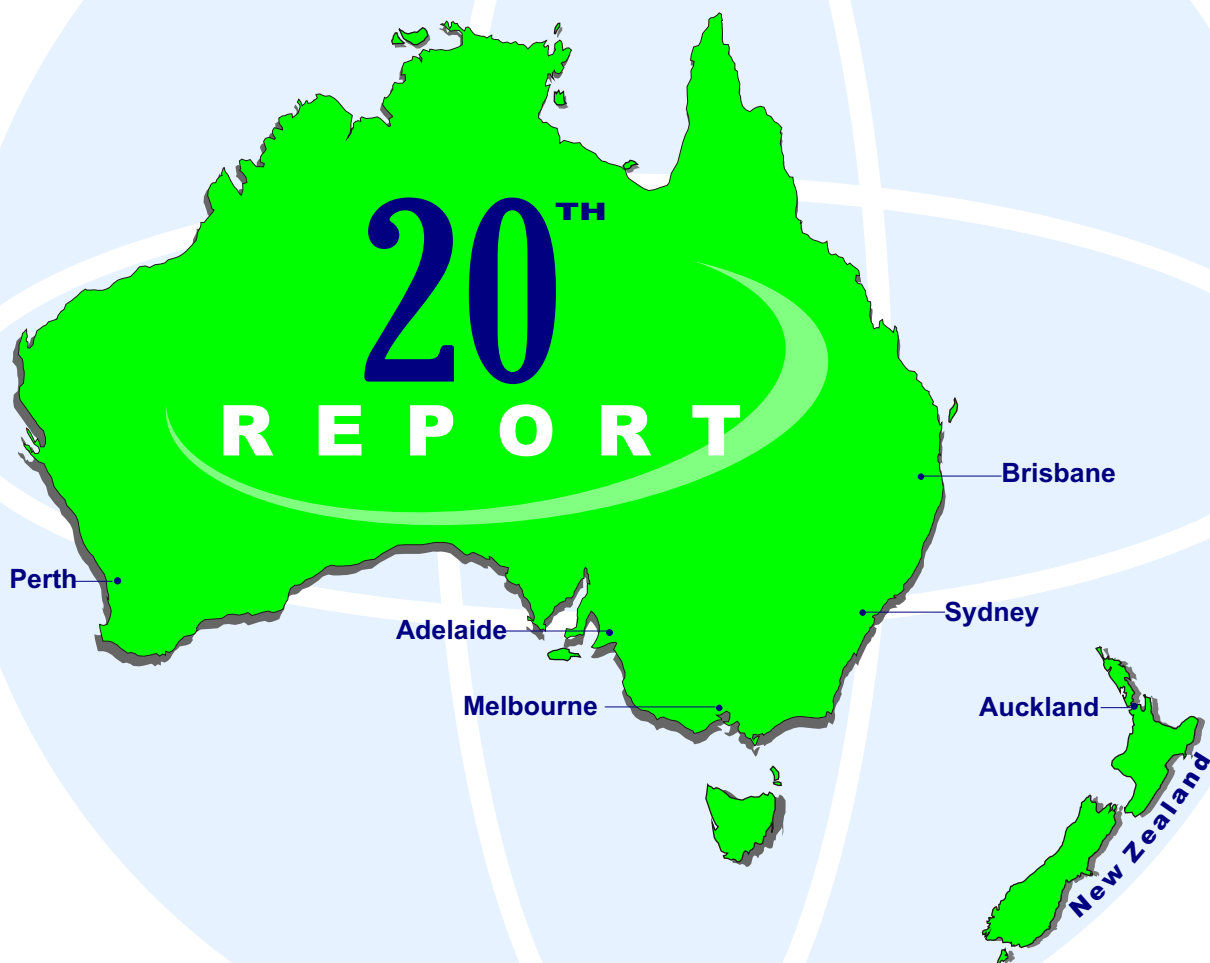 20TH
REPORT
Brisbane
Perth
Sydney
Adelaide
Melbourne
Auckland
New Zealand